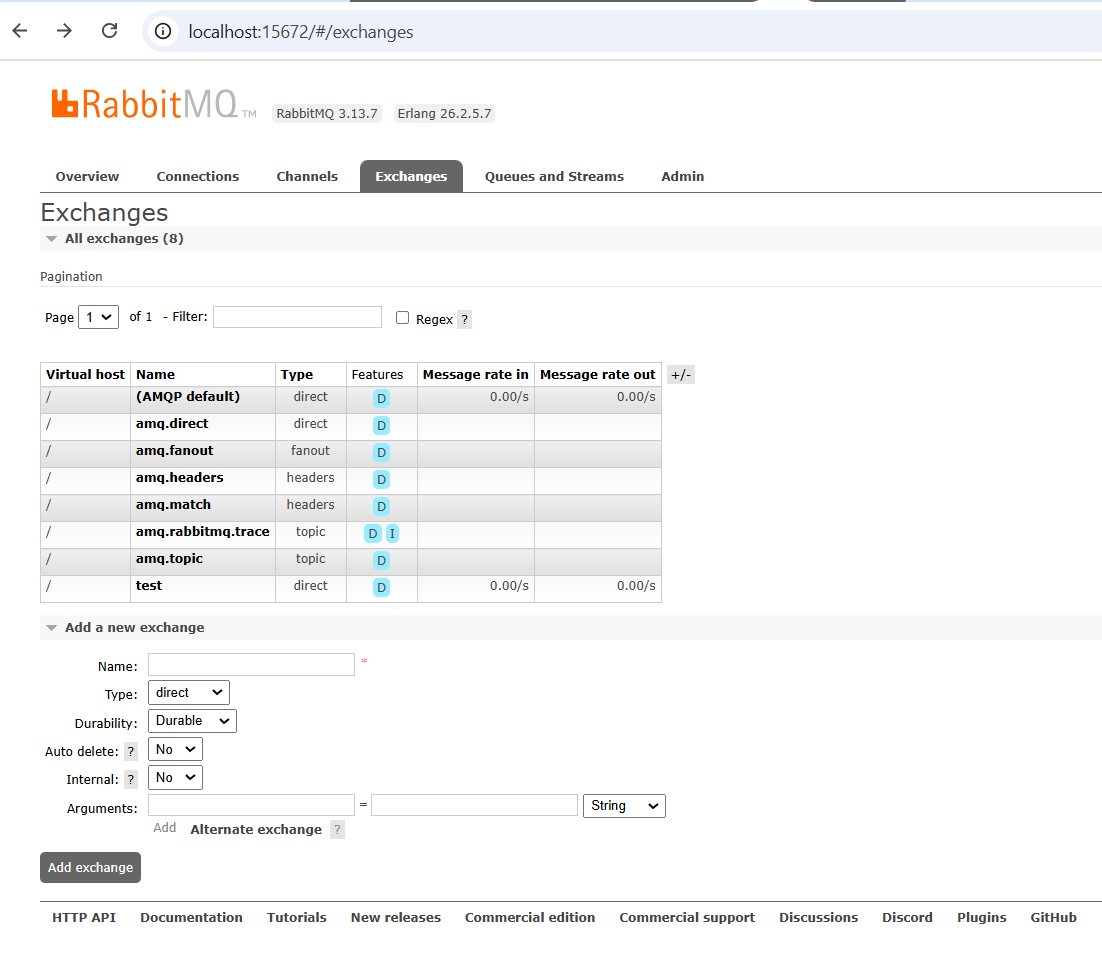 localhost:15672/#/exchanges
RabbitMQ TM RabbitMQ 3.13.7 Erlang 26.2.5.7
Overview Connections Channels Exchanges Queues and Streams Admin
Exchanges
All exchanges (8)
Pagination
Page 1 of 1 - Filter: Regex ?
Virtual host Name Type Features Message rate in Message rate out +/-
/ (AMQP default) direct D 0.00/s 0.00/s
/ amq.direct direct D
/ amq.fanout fanout D
/ amq.headers headers D
/ amq.match headers D
/ amq.rabbitmq.trace topic D I
/ amq.topic topic D
/ test direct D 0.00/s 0.00/s
Add a new exchange
Name: *
Type: direct
Durability: Durable
Auto delete: ? No
Internal: ? No
Arguments: = String
Add Alternate exchange ?
Add exchange
HTTP API Documentation Tutorials New releases Commercial edition Commercial support Discussions Discord Plugins GitHub